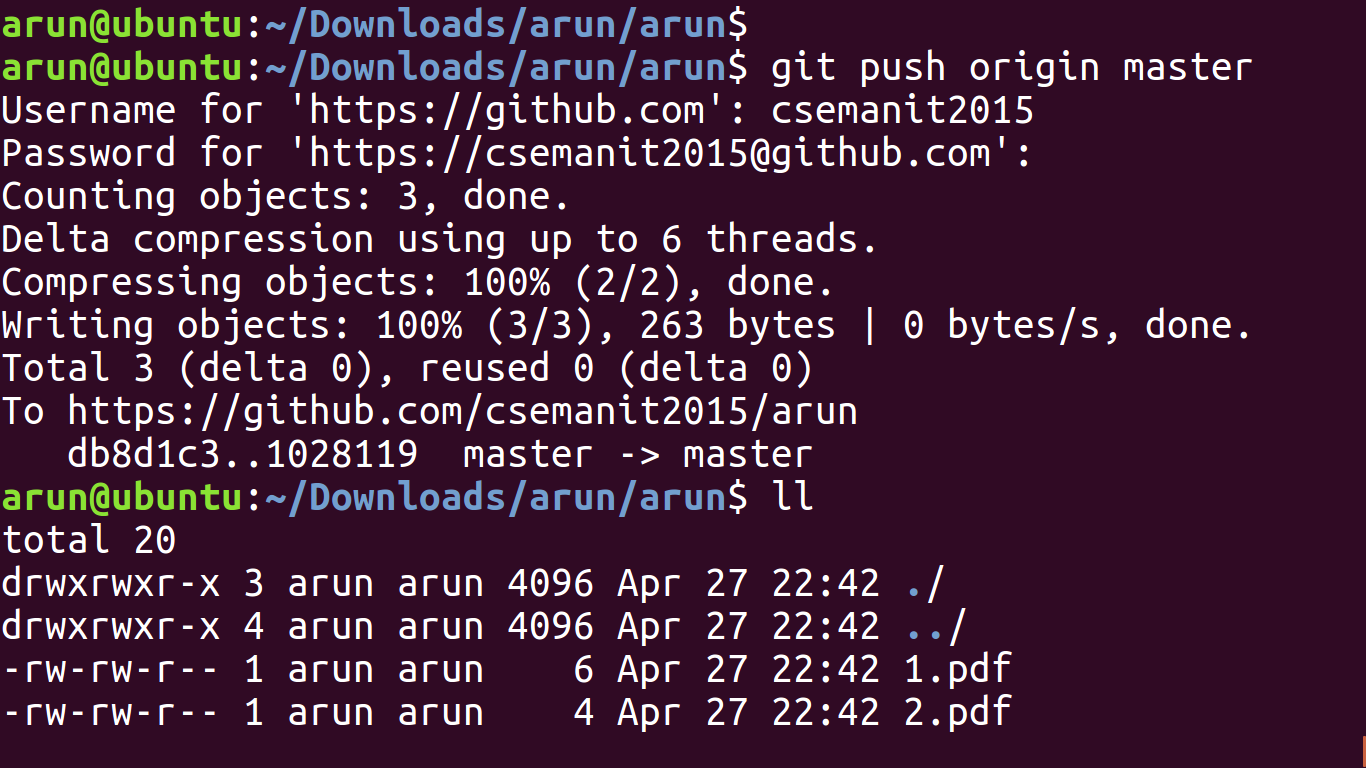 arun@ubuntu:~/Downloads/arun/arun$
arun@ubuntu:~/Downloads/arun/arun$ git push origin master
Username for 'https://github.com': csemanit2015
Password for 'https://csemanit2015@github.com':
Counting objects: 3, done.
Delta compression using up to 6 threads.
Compressing objects: 100% (2/2), done.
Writing objects: 100% (3/3), 263 bytes | 0 bytes/s, done.
Total 3 (delta 0), reused 0 (delta 0)
To https://github.com/csemanit2015/arun
   db8d1c3..1028119  master -> master
arun@ubuntu:~/Downloads/arun/arun$ ll
total 20
drwxrwxr-x 3 arun arun 4096 Apr 27 22:42 ./
drwxrwxr-x 4 arun arun 4096 Apr 27 22:42 ../
-rw-rw-r-- 1 arun arun    6 Apr 27 22:42 1.pdf
-rw-rw-r-- 1 arun arun    4 Apr 27 22:42 2.pdf